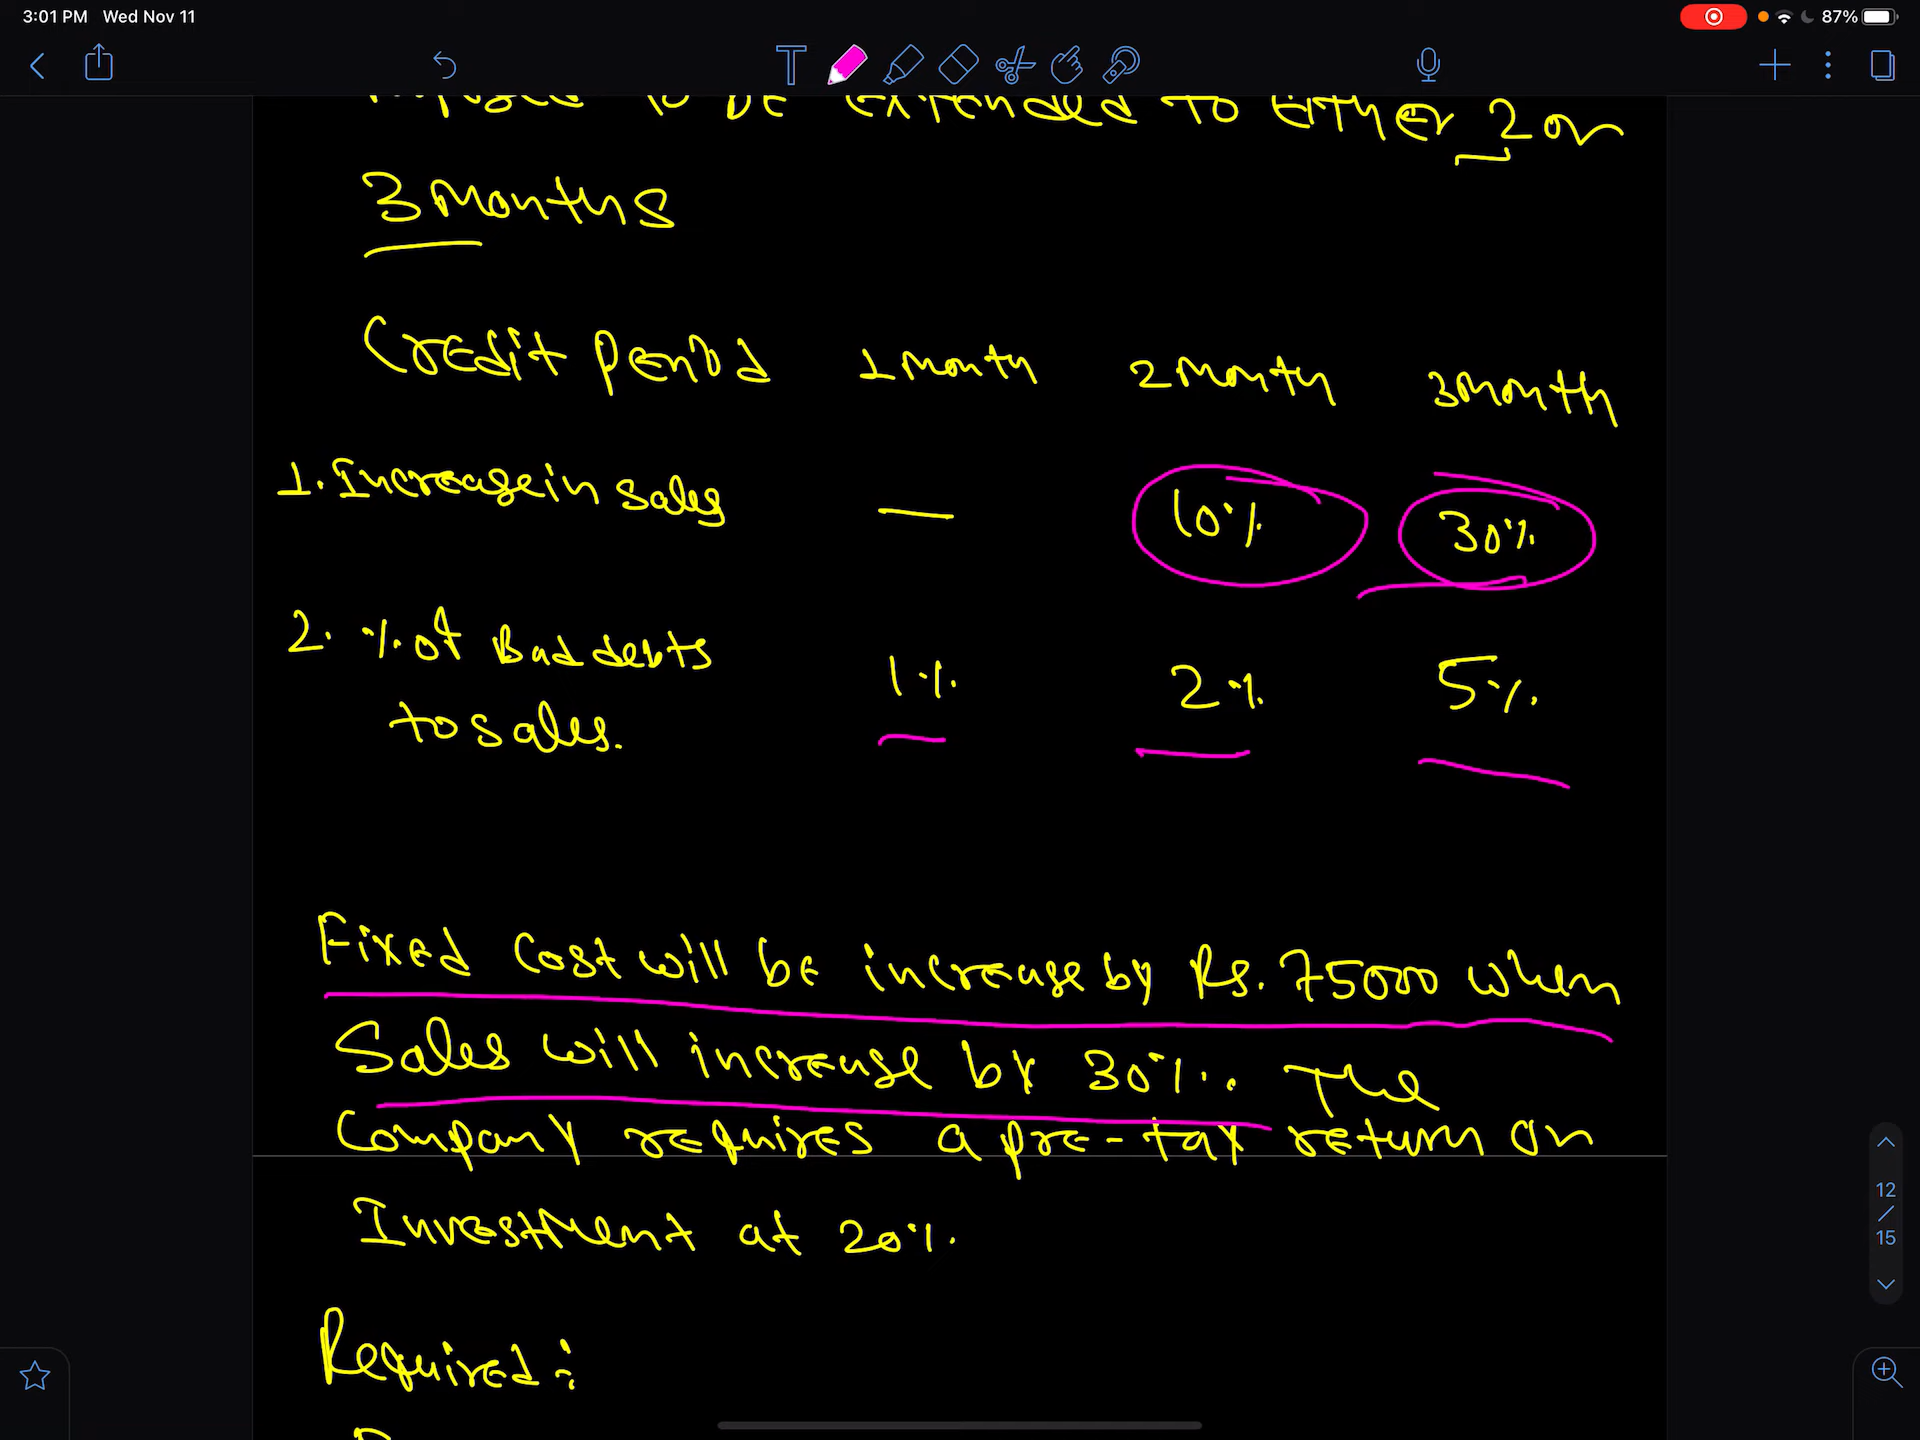 3:01 PM Wed Nov 11
87%
to be extended to either 2 or
3 Months
Credit Period 1 Month 2 Month 3 Month
1. Increase in sales — 10% 30%
2. % of Bad debts 1% 2% 5%
to sales.
Fixed Cost will be increase by Rs. 75000 when
Sales will increase by 30%. The
Company requires a pre-tax return on
Investment at 20%.
Required:
12
/
15